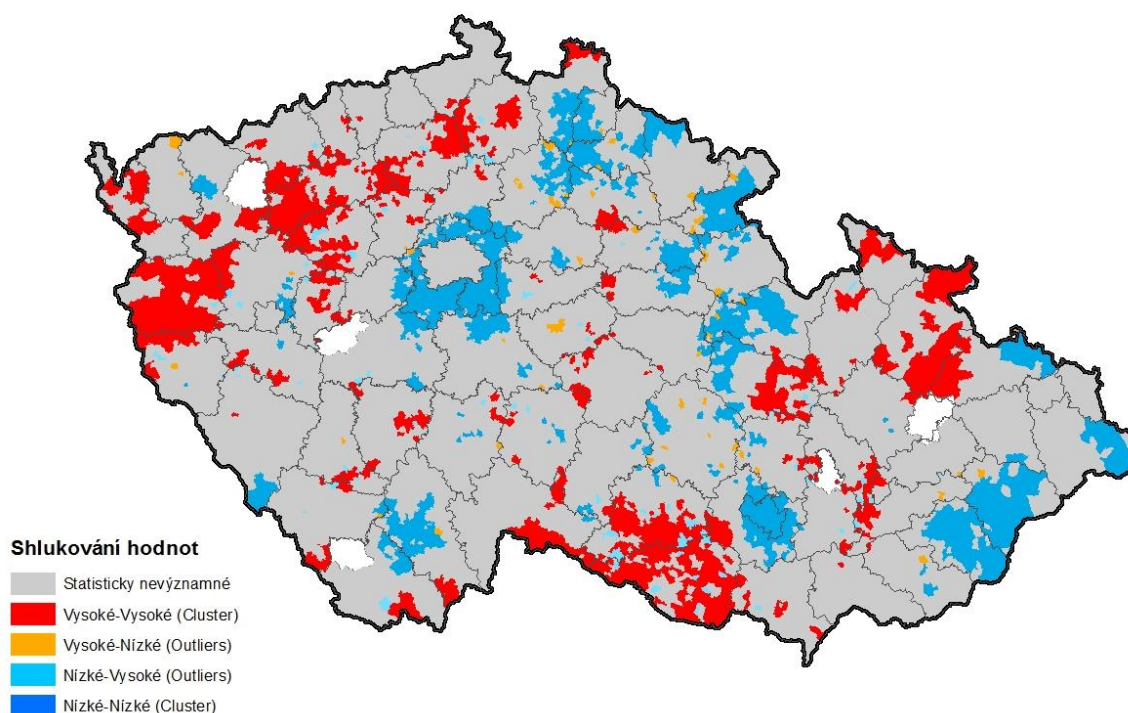 Shlukování hodnot
Statisticky nevýznamné
Vysoké-Vysoké (Cluster)
Vysoké-Nízké (Outliers)
Nízké-Vysoké (Outliers)
Nízké-Nízké (Cluster)